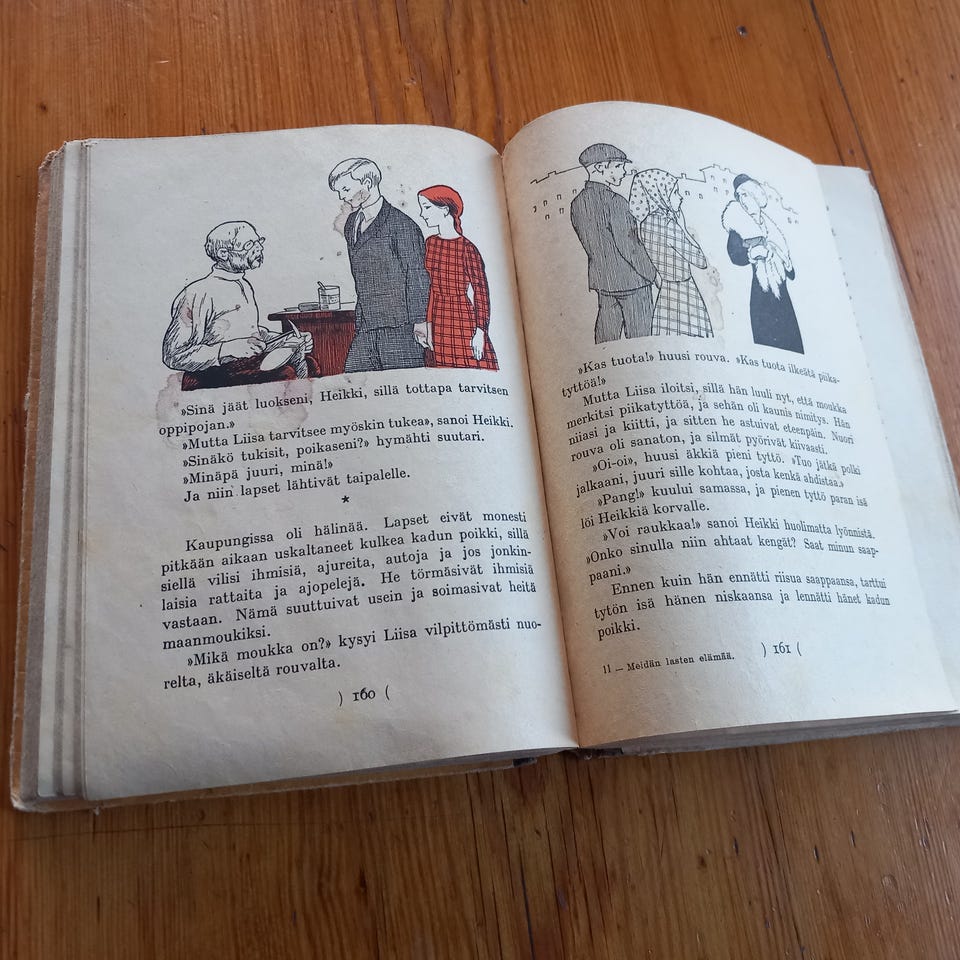 »Sinä jäät luokseni, Heikki, sillä tottapa tarvitsen
oppipojan.»
»Mutta Liisa tarvitsee myöskin tukea», sanoi Heikki.
»Sinäkö tukisit, poikaseni?» hymähti suutari.
»Minäpä juuri, minä!»
Ja niin lapset lähtivät taipalelle.
*
Kaupungissa oli hälinää. Lapset eivät monesti
pitkään aikaan uskaltaneet kulkea kadun poikki, sillä
siellä vilisi ihmisiä, ajureita, autoja ja jos jonkin-
laisia rattaita ja ajopelejä. He törmäsivät ihmisiä
vastaan. Nämä suuttuivat usein ja soimasivat heitä
maanmoukiksi.
»Mikä moukka on?» kysyi Liisa vilpittömästi nuo-
relta, äkäiseltä rouvalta.
) 160 (
»Kas tuota!» huusi rouva. »Kas tuota ilkeätä piika-
tyttöä!»
Mutta Liisa iloitsi, sillä hän luuli nyt, että moukka
merkitsi piikatyttöä, ja sehän oli kaunis nimitys. Hän
niiasi ja kiitti, ja sitten he astuivat eteenpäin. Nuori
rouva oli sanaton, ja silmät pyörivät kiivaasti.
»Oi-oi», huusi äkkiä pieni tyttö. »Tuo jätkä polki
jalkaani, juuri sille kohtaa, josta kenkä ahdistaa.»
»Pang!» kuului samassa, ja pienen tyttö paran isä
löi Heikkiä korvalle.
»Voi raukkaa!» sanoi Heikki huolimatta lyönnistä.
»Onko sinulla niin ahtaat kengät? Saat minun saap-
paani.»
Ennen kuin hän ennätti riisua saappaansa, tarttui
tytön isä hänen niskaansa ja lennätti hänet kadun
poikki.
11 — Meidän lasten elämää.
) 161 (